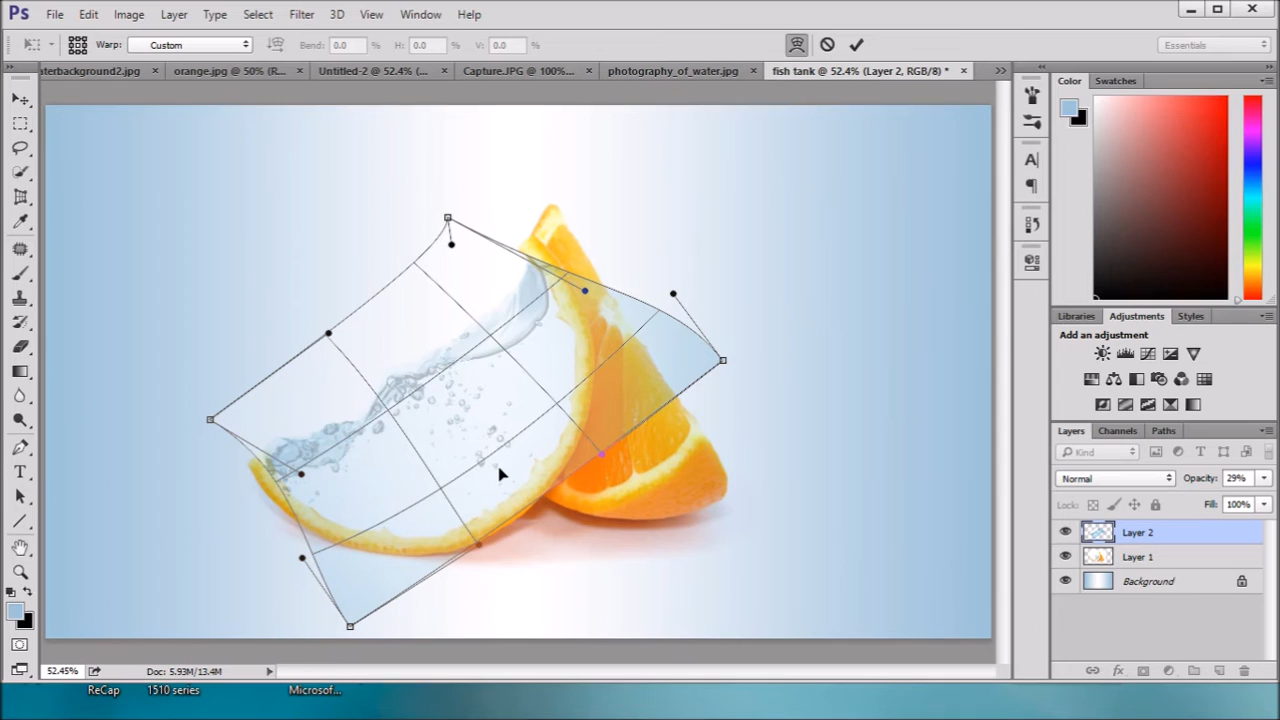 Ps File Edit Image Layer Type Select Filter 3D View Window Help
Warp: Custom Bend: 0.0 % H: 0.0 % V: 0.0 % Essentials
terbackground2.jpg × orange.jpg @ 50% (R... × Untitled-2 @ 52.4% (... × Capture.JPG @ 100%... × photography_of_water.jpg × fish tank @ 52.4% (Layer 2, RGB/8) * ×
Color Swatches
Libraries Adjustments Styles
Add an adjustment
Layers Channels Paths
Kind
Normal Opacity: 29%
Lock: Fill: 100%
Layer 2
Layer 1
Background
52.45% Doc: 5.93M/13.4M
ReCap 1510 series Microsof...